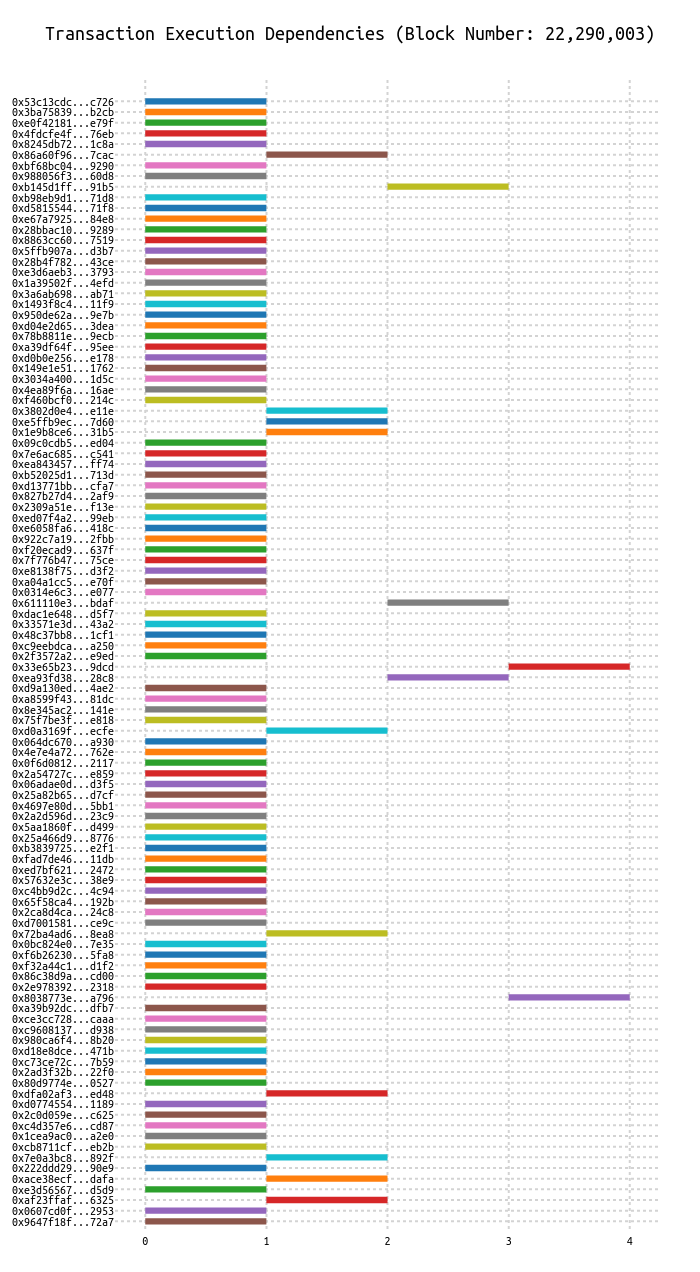 Transaction Execution Dependencies (Block Number: 22,290,003)
0x53c13cdc...c726
0x3ba75839...b2cb
0xe0f42181...e79f
0x4fdcfe4f...76eb
0x8245db72...1c8a
0x86a60f96...7cac
0xbf68bc04...9290
0x988056f3...60d8
0xb145d1ff...91b5
0xb98eb9d1...71d8
0xd5815544...71f8
0xe67a7925...84e8
0x28bbac10...9289
0x8863cc60...7519
0x5ffb907a...d3b7
0x28b4f782...43ce
0xe3d6aeb3...3793
0x1a39502f...4efd
0x3a6ab698...ab71
0x1493f8c4...11f9
0x950de62a...9e7b
0xd04e2d65...3dea
0x78b8811e...9ecb
0xa39df64f...95ee
0xd0b0e256...e178
0x149e1e51...1762
0x3034a400...1d5c
0x4ea89f6a...16ae
0xf460bcf0...214c
0x3802d0e4...e11e
0xe5ffb9ec...7d60
0x1e9b8ce6...31b5
0x09c0cdb5...ed04
0x7e6ac685...c541
0xea843457...ff74
0xb52025d1...713d
0xd13771bb...cfa7
0x827b27d4...2af9
0x2309a51e...f13e
0xed07f4a2...99eb
0xe6058fa6...418c
0x922c7a19...2fbb
0xf20ecad9...637f
0x7f776b47...75ce
0xe8138f75...d3f2
0xa04a1cc5...e70f
0x0314e6c3...e077
0x611110e3...bdaf
0xdac1e648...d5f7
0x33571e3d...43a2
0x48c37bb8...1cf1
0xc9eebdca...a250
0x2f3572a2...e9ed
0x33e65b23...9dcd
0xea93fd38...28c8
0xd9a130ed...4ae2
0xa8599f43...81dc
0x8e345ac2...141e
0x75f7be3f...e818
0xd0a3169f...ecfe
0x064dc670...a930
0x4e7e4a72...762e
0x0f6d0812...2117
0x2a54727c...e859
0x06adae0d...d3f5
0x25a82b65...d7cf
0x4697e80d...5bb1
0x2a2d596d...23c9
0x5aa1860f...d499
0x25a466d9...8776
0xb3839725...e2f1
0xfad7de46...11db
0xed7bf621...2472
0x57632e3c...38e9
0xc4bb9d2c...4c94
0x65f58ca4...192b
0x2ca8d4ca...24c8
0xd7001581...ce9c
0x72ba4ad6...8ea8
0x0bc824e0...7e35
0xf6b26230...5fa8
0xf32a44c1...d1f2
0x86c38d9a...cd00
0x2e978392...2318
0x8038773e...a796
0xa39b92dc...dfb7
0xce3cc728...caaa
0xc9608137...d938
0x980ca6f4...8b20
0xd18e8dce...471b
0xc73ce72c...7b59
0x2ad3f32b...22f0
0x80d9774e...0527
0xdfa02af3...ed48
0xd0774554...1189
0x2c0d059e...c625
0xc4d357e6...cd87
0x1cea9ac0...a2e0
0xcb8711cf...eb2b
0x7e0a3bc8...892f
0x222ddd29...90e9
0xace38ecf...dafa
0xe3d56567...d5d9
0xaf23ffaf...6325
0x0607cd0f...2953
0x9647f18f...72a7
0 1 2 3 4